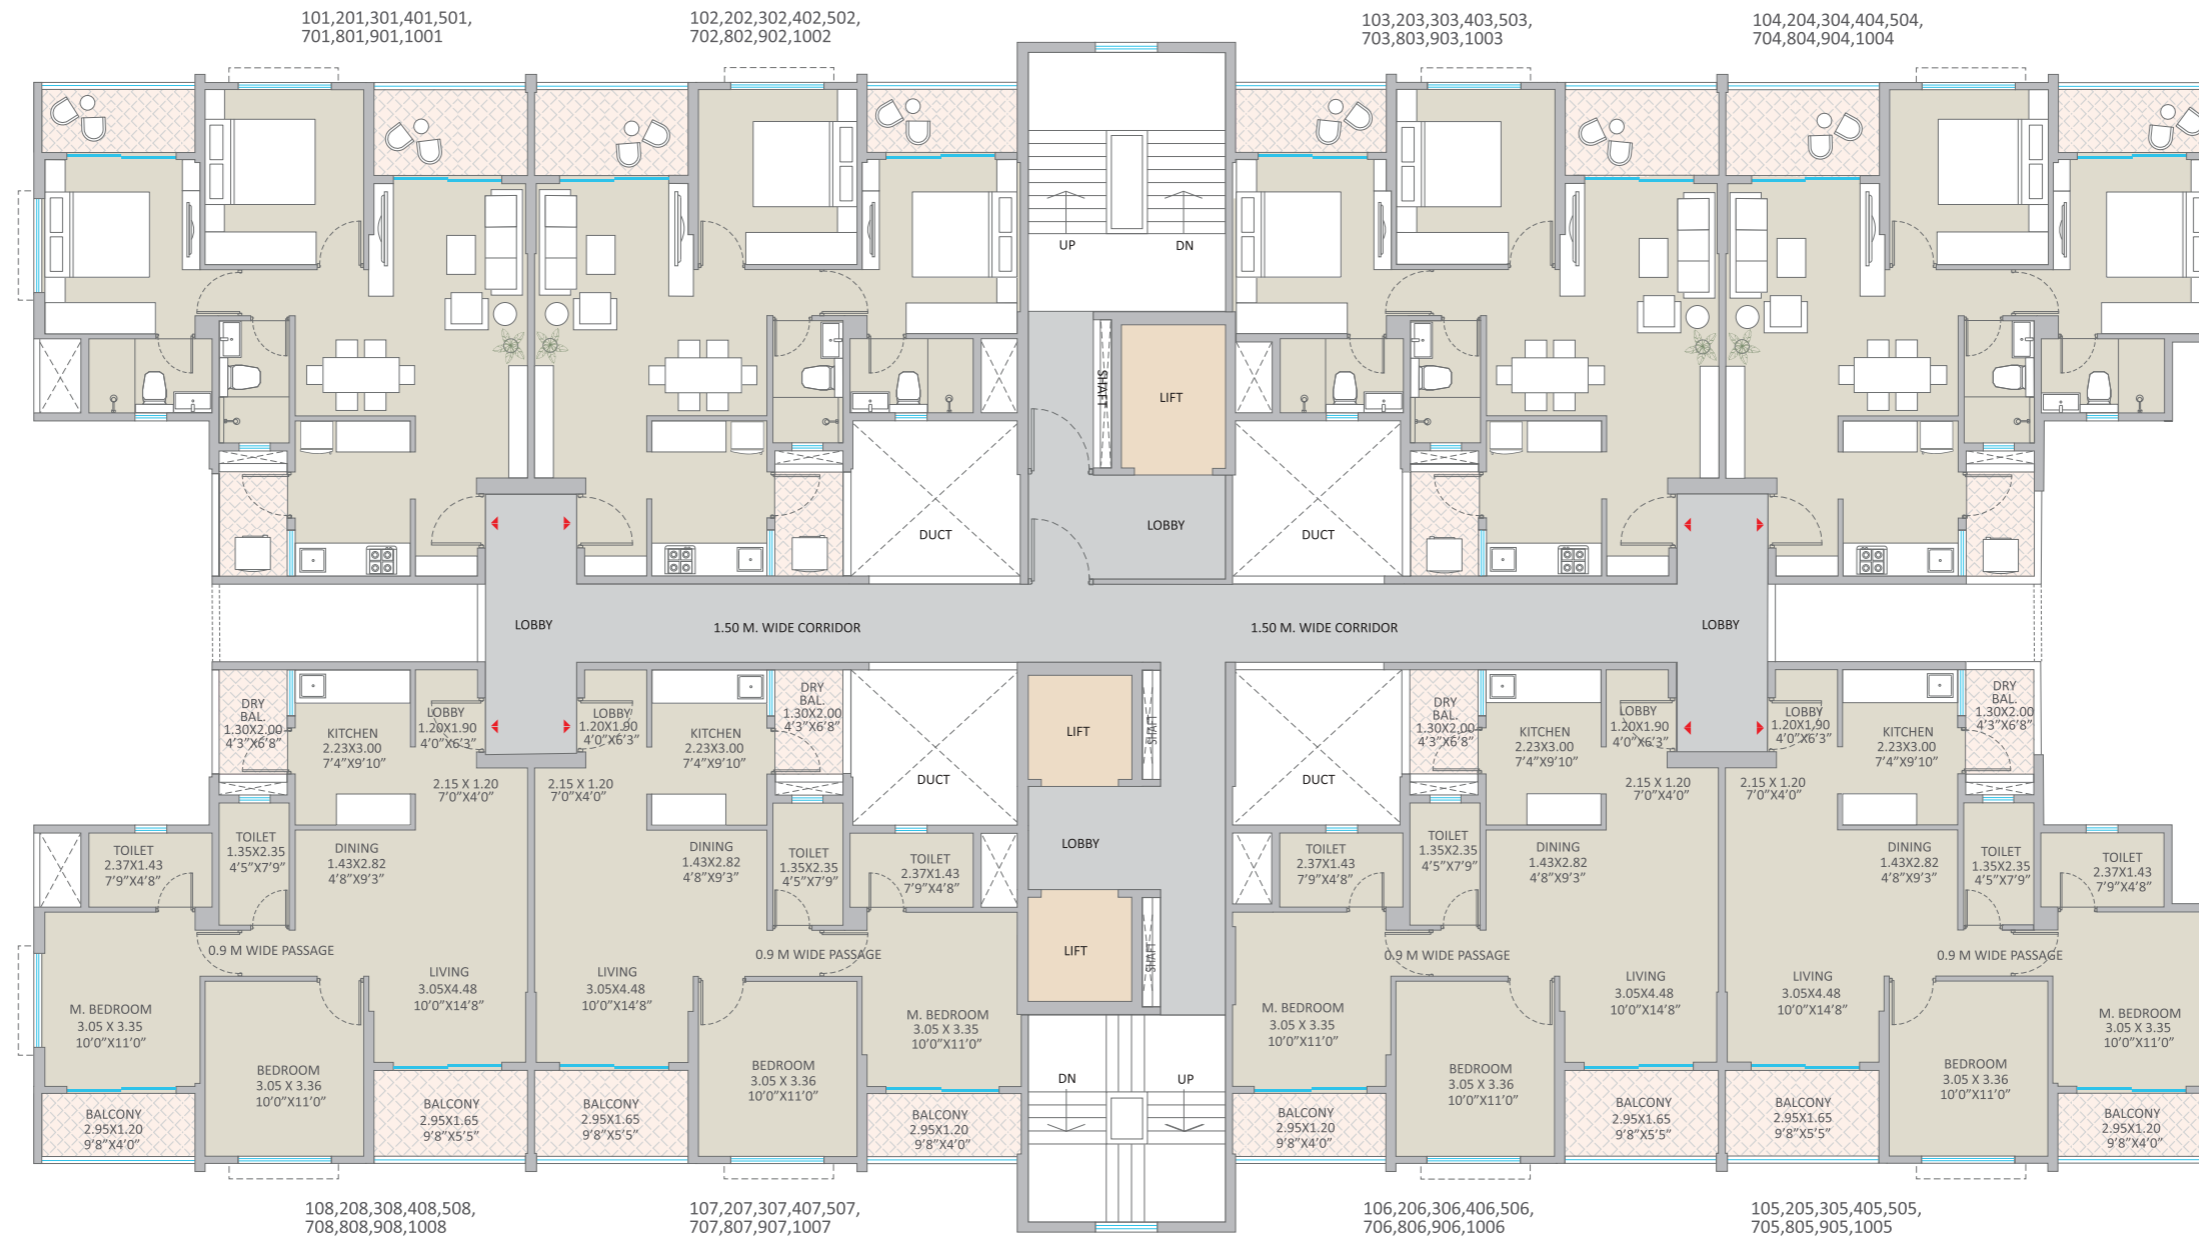 101,201,301,401,501,
701,801,901,1001
102,202,302,402,502,
702,802,902,1002
103,203,303,403,503,
703,803,903,1003
104,204,304,404,504,
704,804,904,1004
UP
DN
SHAFT
LIFT
DUCT
LOBBY
DUCT
LOBBY
1.50 M. WIDE CORRIDOR
1.50 M. WIDE CORRIDOR
LOBBY
DRY
BAL.
1.30X2.00
4'3"X6'8"
KITCHEN
2.23X3.00
7'4"X9'10"
LOBBY
1.20X1.90
4'0"X6'3"
2.15 X 1.20
7'0"X4'0"
LOBBY
1.20X1.90
4'0"X6'3"
2.15 X 1.20
7'0"X4'0"
KITCHEN
2.23X3.00
7'4"X9'10"
DRY
BAL.
1.30X2.00
4'3"X6'8"
DUCT
LIFT
SHAFT
DUCT
DRY
BAL.
1.30X2.00
4'3"X6'8"
KITCHEN
2.23X3.00
7'4"X9'10"
LOBBY
1.20X1.90
4'0"X6'3"
2.15 X 1.20
7'0"X4'0"
LOBBY
1.20X1.90
4'0"X6'3"
2.15 X 1.20
7'0"X4'0"
KITCHEN
2.23X3.00
7'4"X9'10"
DRY
BAL.
1.30X2.00
4'3"X6'8"
TOILET
2.37X1.43
7'9"X4'8"
TOILET
1.35X2.35
4'5"X7'9"
DINING
1.43X2.82
4'8"X9'3"
DINING
1.43X2.82
4'8"X9'3"
TOILET
1.35X2.35
4'5"X7'9"
TOILET
2.37X1.43
7'9"X4'8"
LOBBY
TOILET
2.37X1.43
7'9"X4'8"
TOILET
1.35X2.35
4'5"X7'9"
DINING
1.43X2.82
4'8"X9'3"
DINING
1.43X2.82
4'8"X9'3"
TOILET
1.35X2.35
4'5"X7'9"
TOILET
2.37X1.43
7'9"X4'8"
0.9 M WIDE PASSAGE
0.9 M WIDE PASSAGE
LIFT
SHAFT
0.9 M WIDE PASSAGE
0.9 M WIDE PASSAGE
M. BEDROOM
3.05 X 3.35
10'0"X11'0"
LIVING
3.05X4.48
10'0"X14'8"
LIVING
3.05X4.48
10'0"X14'8"
M. BEDROOM
3.05 X 3.35
10'0"X11'0"
M. BEDROOM
3.05 X 3.35
10'0"X11'0"
LIVING
3.05X4.48
10'0"X14'8"
LIVING
3.05X4.48
10'0"X14'8"
M. BEDROOM
3.05 X 3.35
10'0"X11'0"
BEDROOM
3.05 X 3.36
10'0"X11'0"
BEDROOM
3.05 X 3.36
10'0"X11'0"
DN
UP
BEDROOM
3.05 X 3.36
10'0"X11'0"
BEDROOM
3.05 X 3.36
10'0"X11'0"
BALCONY
2.95X1.20
9'8"X4'0"
BALCONY
2.95X1.65
9'8"X5'5"
BALCONY
2.95X1.65
9'8"X5'5"
BALCONY
2.95X1.20
9'8"X4'0"
BALCONY
2.95X1.20
9'8"X4'0"
BALCONY
2.95X1.65
9'8"X5'5"
BALCONY
2.95X1.65
9'8"X5'5"
BALCONY
2.95X1.20
9'8"X4'0"
108,208,308,408,508,
708,808,908,1008
107,207,307,407,507,
707,807,907,1007
106,206,306,406,506,
706,806,906,1006
105,205,305,405,505,
705,805,905,1005